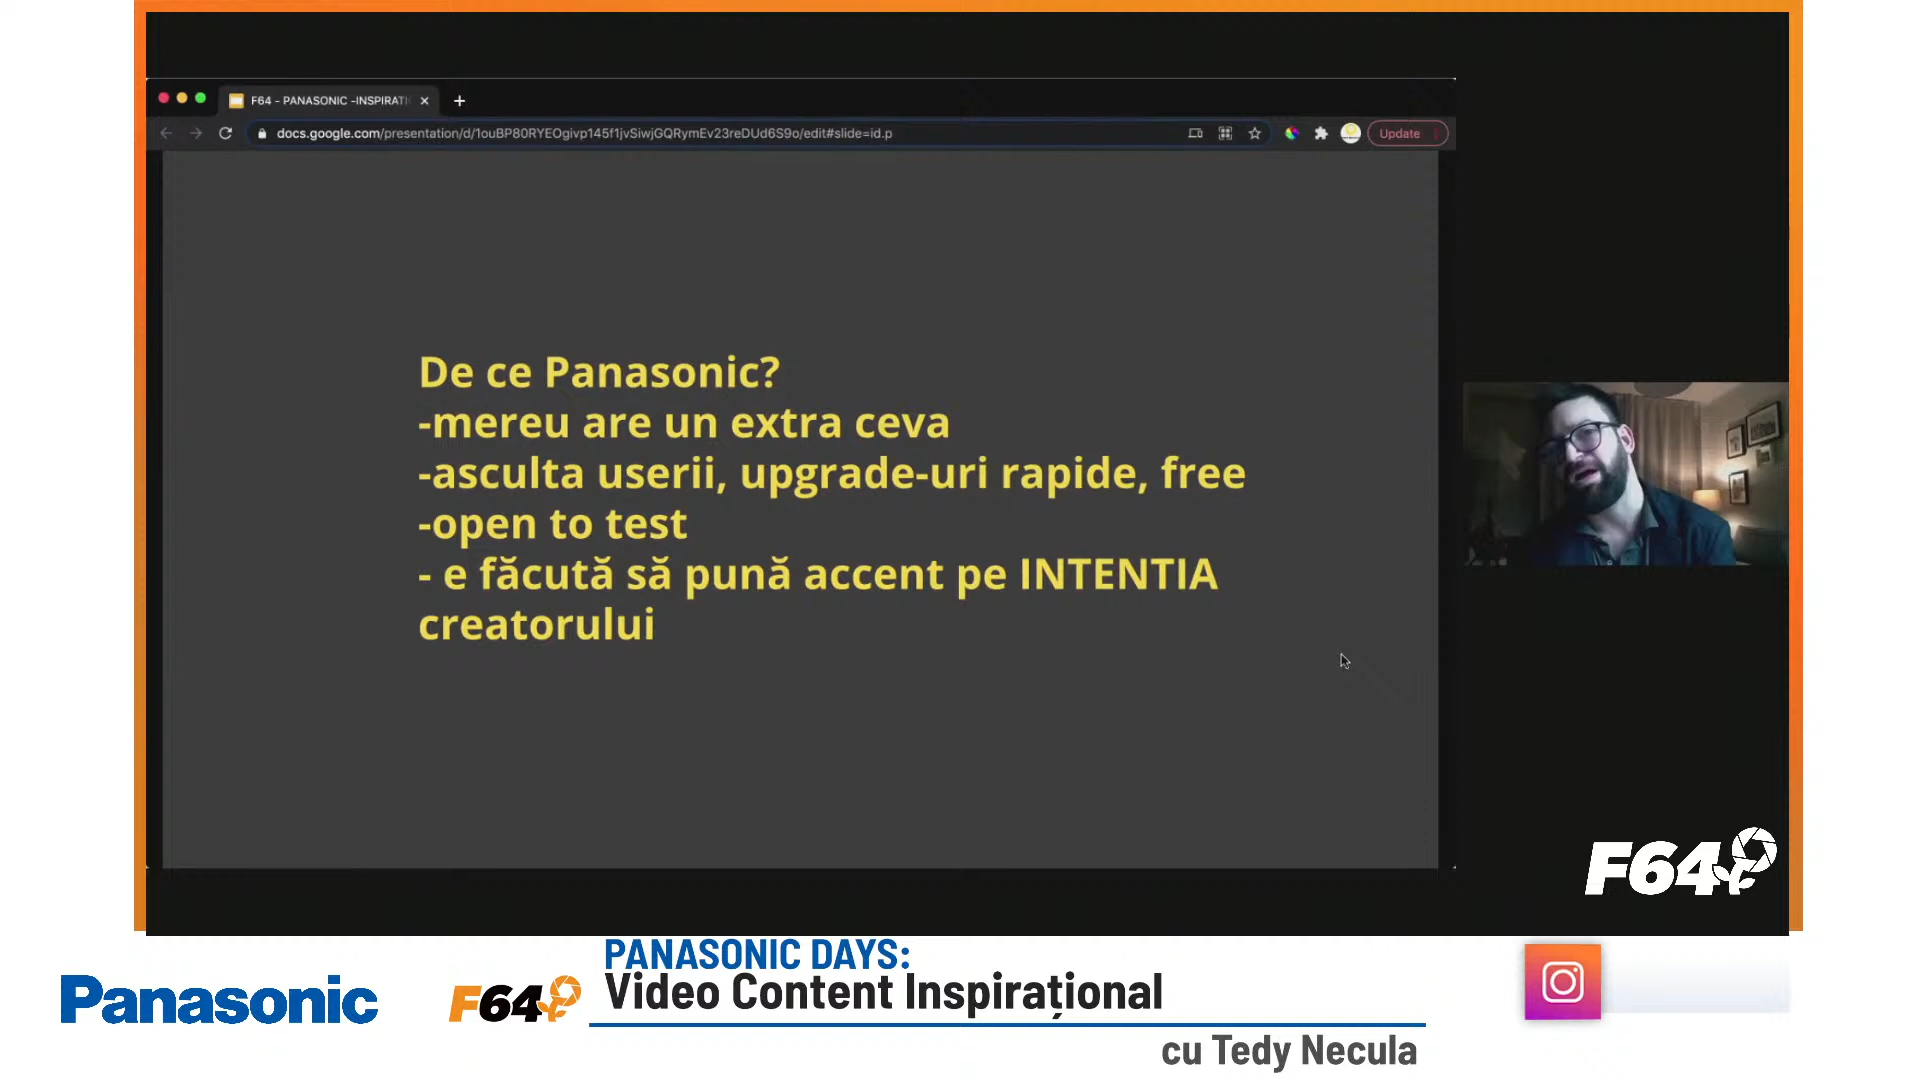 F64 - PANASONIC -INSPIRATI
docs.google.com/presentation/d/1ouBP80RYEOgivp145f1jvSiwjGQRymEv23reDUd6S9o/edit#slide=id.p
Update
De ce Panasonic?
-mereu are un extra ceva
-asculta userii, upgrade-uri rapide, free
-open to test
- e făcută să pună accent pe INTENTIA
creatorului
F64
PANASONIC DAYS:
Panasonic
F64
Video Content Inspirațional
cu Tedy Necula